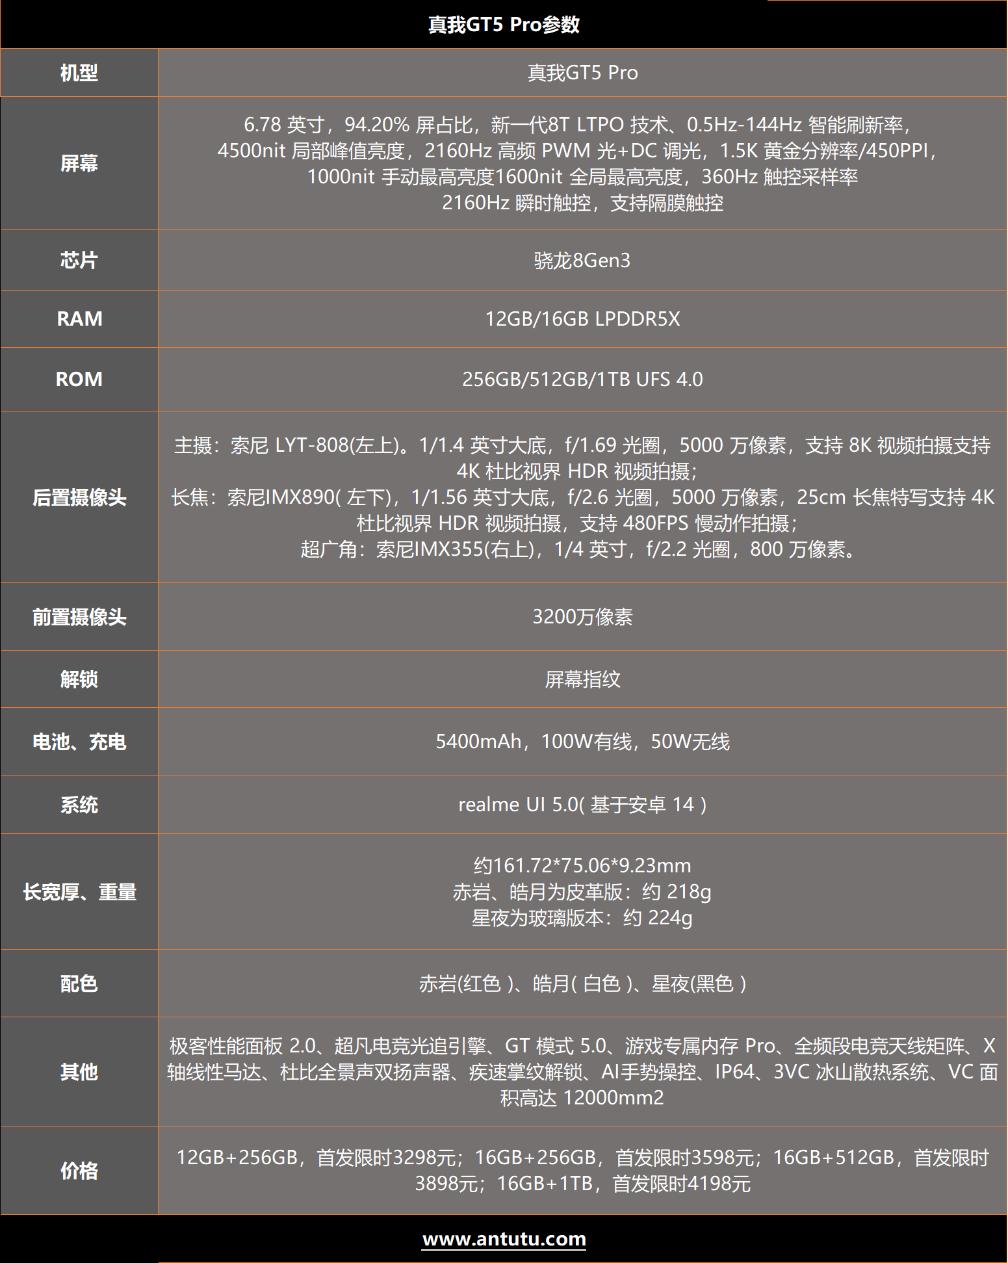 真我GT5 Pro参数
机型
真我GT5 Pro
屏幕
6.78 英寸，94.20% 屏占比，新一代8T LTPO 技术、0.5Hz-144Hz 智能刷新率，
4500nit 局部峰值亮度，2160Hz 高频 PWM 光+DC 调光，1.5K 黄金分辨率/450PPI，
1000nit 手动最高亮度1600nit 全局最高亮度，360Hz 触控采样率
2160Hz 瞬时触控，支持隔膜触控
芯片
骁龙8Gen3
RAM
12GB/16GB LPDDR5X
ROM
256GB/512GB/1TB UFS 4.0
后置摄像头
主摄：索尼 LYT-808(左上)。1/1.4 英寸大底，f/1.69 光圈，5000 万像素，支持 8K 视频拍摄支持
4K 杜比视界 HDR 视频拍摄；
长焦：索尼IMX890( 左下)，1/1.56 英寸大底，f/2.6 光圈，5000 万像素，25cm 长焦特写支持 4K
杜比视界 HDR 视频拍摄，支持 480FPS 慢动作拍摄；
超广角：索尼IMX355(右上)，1/4 英寸，f/2.2 光圈，800 万像素。
前置摄像头
3200万像素
解锁
屏幕指纹
电池、充电
5400mAh，100W有线，50W无线
系统
realme UI 5.0( 基于安卓 14 )
长宽厚、重量
约161.72*75.06*9.23mm
赤岩、皓月为皮革版：约 218g
星夜为玻璃版本：约 224g
配色
赤岩(红色 )、皓月( 白色 )、星夜(黑色 )
其他
极客性能面板 2.0、超凡电竞光追引擎、GT 模式 5.0、游戏专属内存 Pro、全频段电竞天线矩阵、X
轴线性马达、杜比全景声双扬声器、疾速掌纹解锁、AI手势操控、IP64、3VC 冰山散热系统、VC 面
积高达 12000mm2
价格
12GB+256GB，首发限时3298元；16GB+256GB，首发限时3598元；16GB+512GB，首发限时
3898元；16GB+1TB，首发限时4198元
www.antutu.com